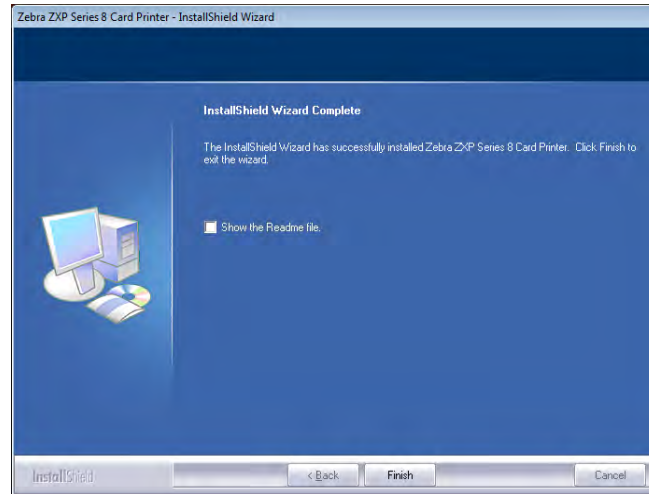 Zebra ZXP Series 8 Card Printer - InstallShield Wizard
InstallShield Wizard Complete
The InstallShield Wizard has successfully installed Zebra ZXP Series 8 Card Printer. Click Finish to
exit the wizard.
Show the Readme file.
InstallShield
< Back
Finish
Cancel